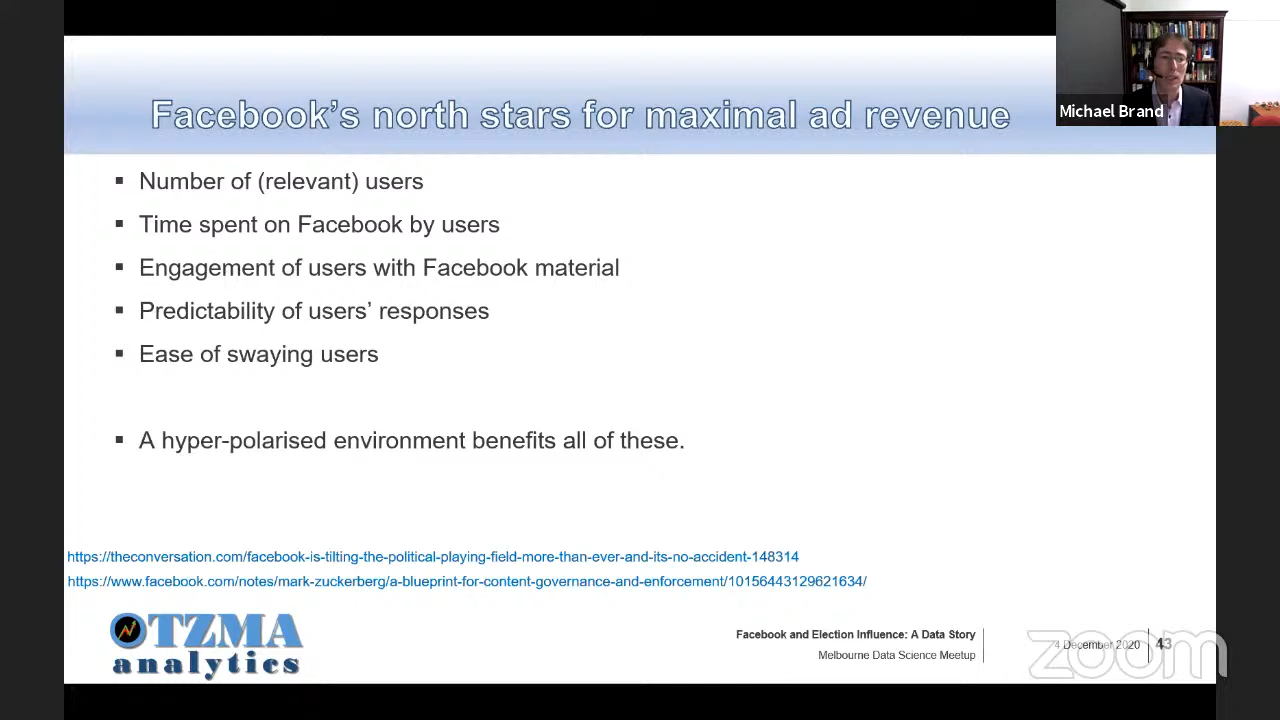 Facebook's north stars for maximal ad revenue
Michael Brand
▪ Number of (relevant) users
▪ Time spent on Facebook by users
▪ Engagement of users with Facebook material
▪ Predictability of users’ responses
▪ Ease of swaying users
▪ A hyper-polarised environment benefits all of these.
https://theconversation.com/facebook-is-tilting-the-political-playing-field-more-than-ever-and-its-no-accident-148314
https://www.facebook.com/notes/mark-zuckerberg/a-blueprint-for-content-governance-and-enforcement/10156443129621634/
OTZMA
analytics
Facebook and Election Influence: A Data Story
Melbourne Data Science Meetup
4 December 2020
43
zoom